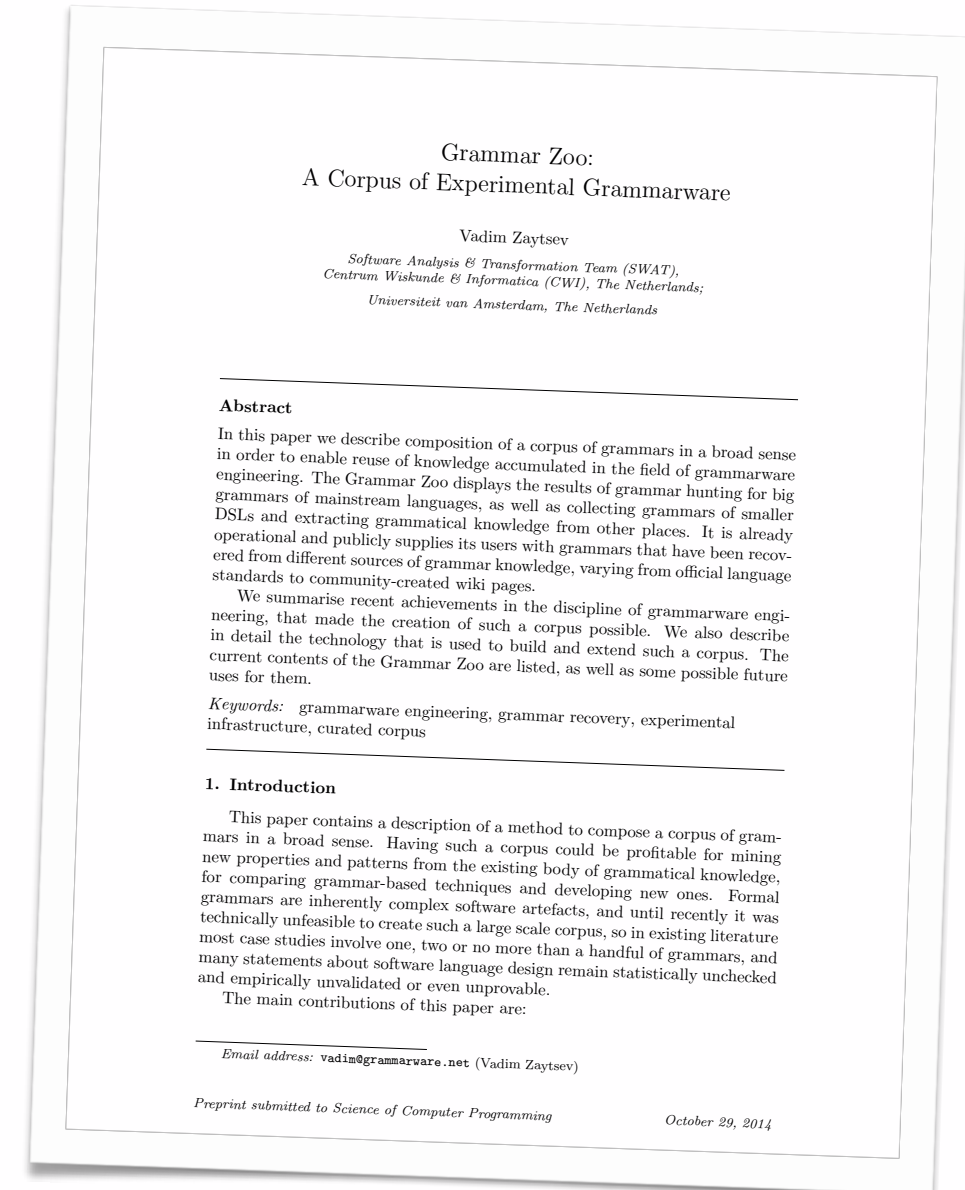 Grammar Zoo:
A Corpus of Experimental Grammarware
Vadim Zaytsev
Software Analysis & Transformation Team (SWAT),
Centrum Wiskunde & Informatica (CWI), The Netherlands;
Universiteit van Amsterdam, The Netherlands
Abstract
In this paper we describe composition of a corpus of grammars in a broad sense
in order to enable reuse of knowledge accumulated in the field of grammarware
engineering. The Grammar Zoo displays the results of grammar hunting for big
grammars of mainstream languages, as well as collecting grammars of smaller
DSLs and extracting grammatical knowledge from other places. It is already
operational and publicly supplies its users with grammars that have been recov-
ered from different sources of grammar knowledge, varying from official language
standards to community-created wiki pages.
We summarise recent achievements in the discipline of grammarware engi-
neering, that made the creation of such a corpus possible. We also describe
in detail the technology that is used to build and extend such a corpus. The
current contents of the Grammar Zoo are listed, as well as some possible future
uses for them.
Keywords: grammarware engineering, grammar recovery, experimental
infrastructure, curated corpus
1. Introduction
This paper contains a description of a method to compose a corpus of gram-
mars in a broad sense. Having such a corpus could be profitable for mining
new properties and patterns from the existing body of grammatical knowledge,
for comparing grammar-based techniques and developing new ones. Formal
grammars are inherently complex software artefacts, and until recently it was
technically unfeasible to create such a large scale corpus, so in existing literature
most case studies involve one, two or no more than a handful of grammars, and
many statements about software language design remain statistically unchecked
and empirically unvalidated or even unprovable.
The main contributions of this paper are:
Email address: vadim@grammarware.net (Vadim Zaytsev)
Preprint submitted to Science of Computer Programming October 29, 2014